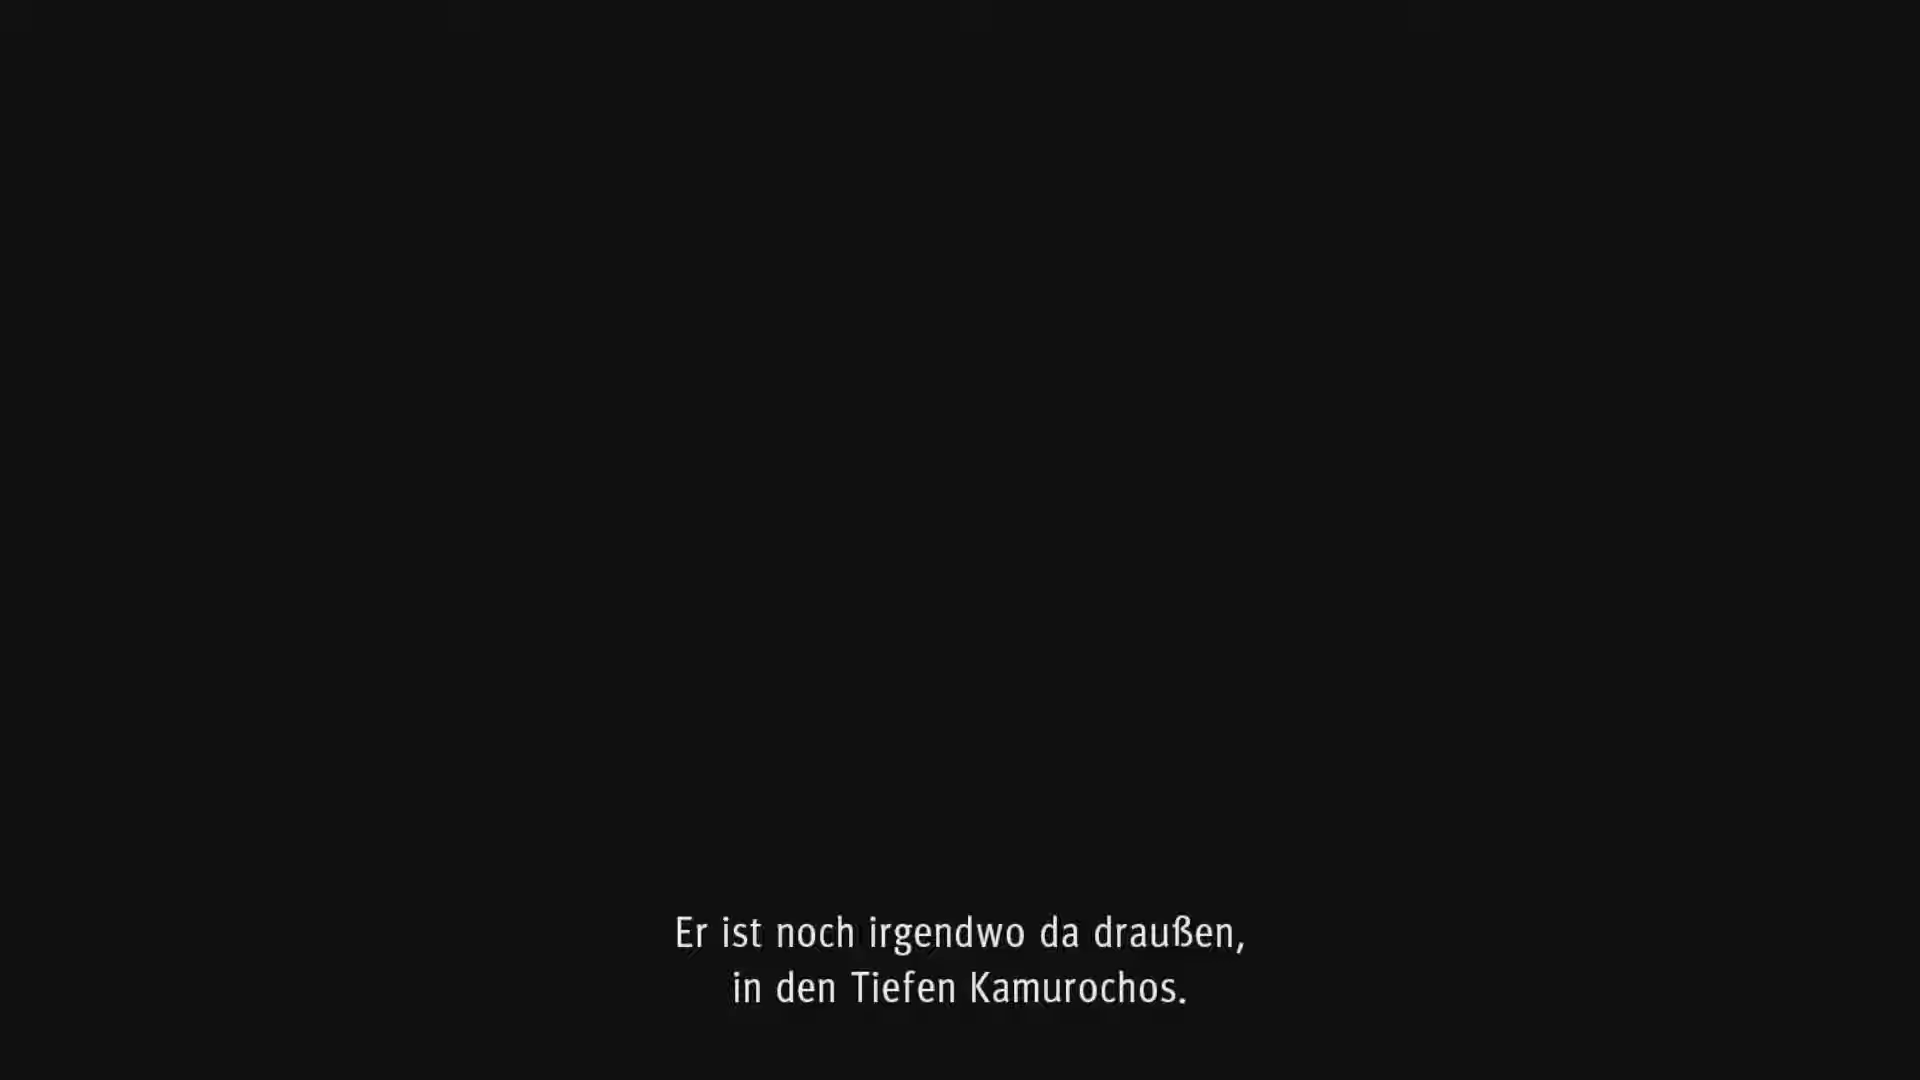 Er ist noch irgendwo da draußen,
in den Tiefen Kamurochos.